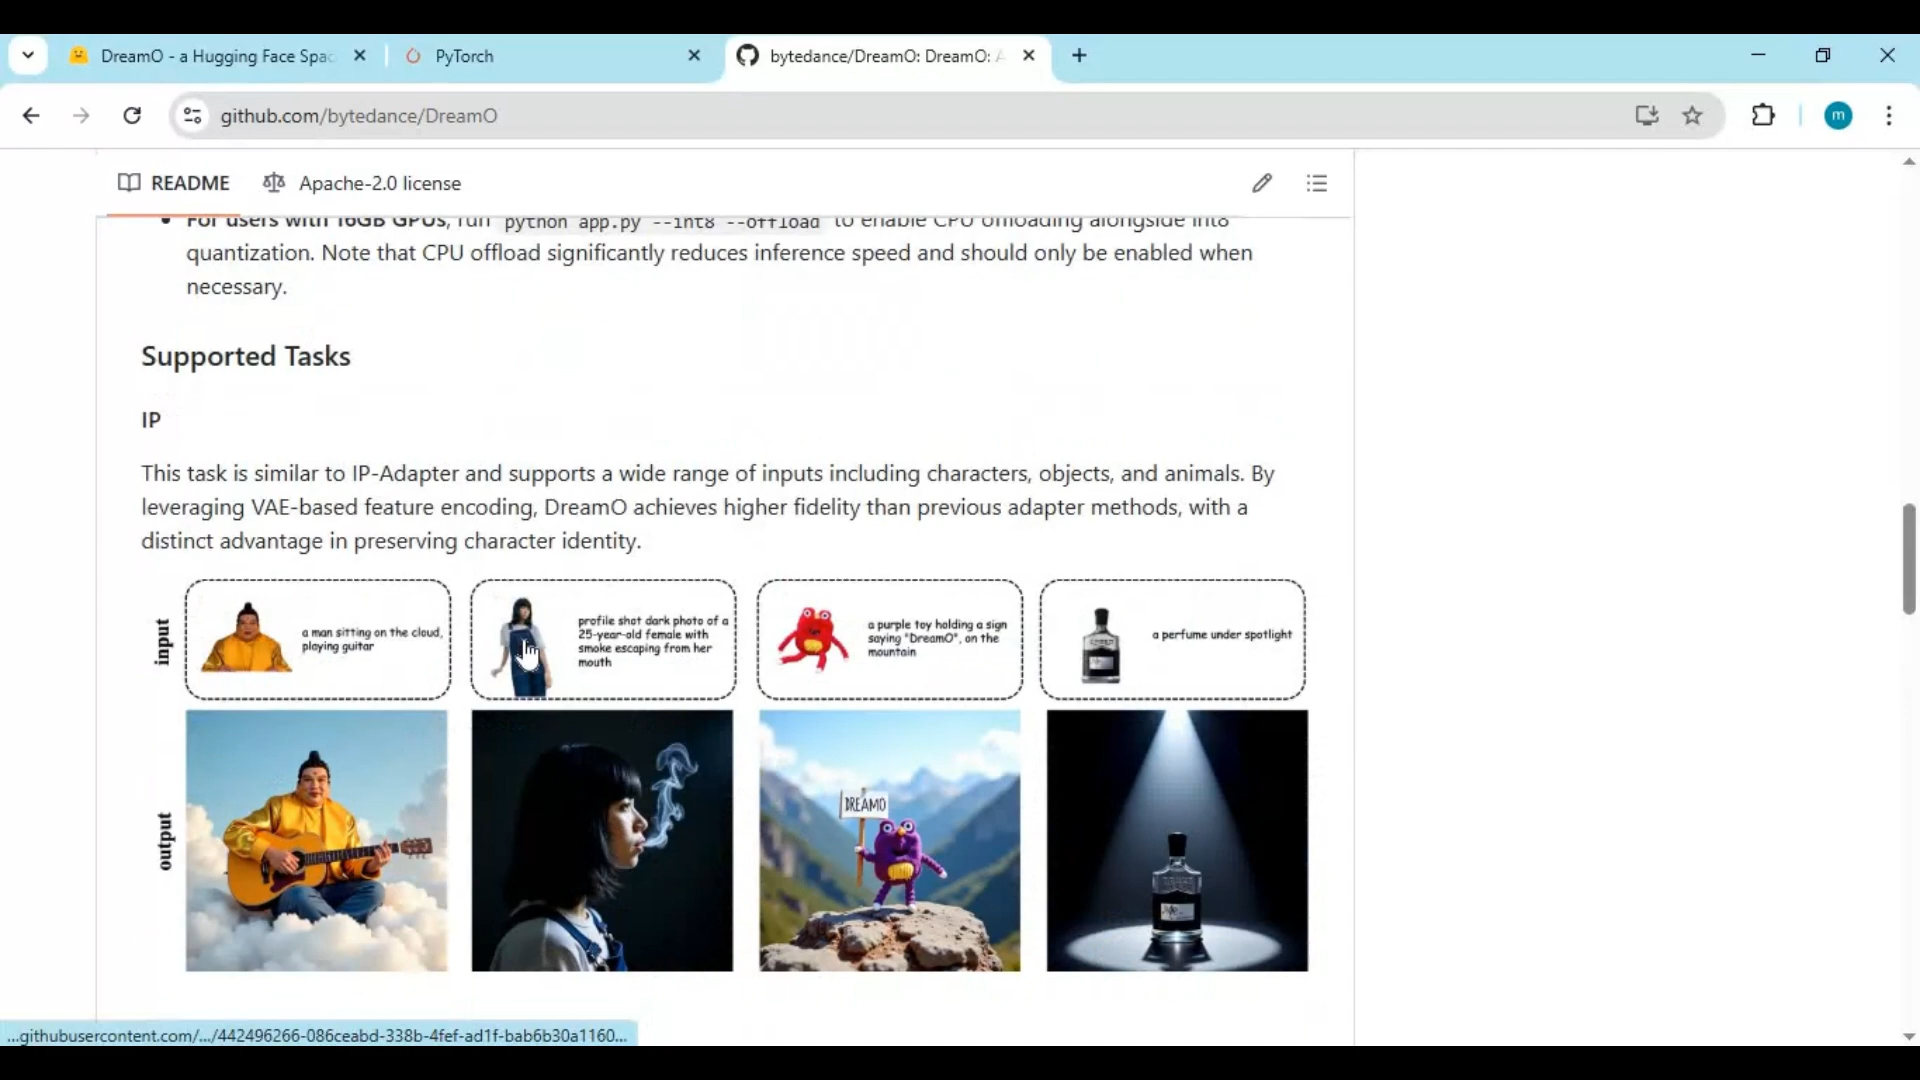 DreamO - a Hugging Face Spac
PyTorch
bytedance/DreamO: DreamO: A
github.com/bytedance/DreamO
m
README
Apache-2.0 license
For users with 16GB GPUs, run python app.py --int8 --offload to enable CPU offloading alongside int8
quantization. Note that CPU offload significantly reduces inference speed and should only be enabled when
necessary.
Supported Tasks
IP
This task is similar to IP-Adapter and supports a wide range of inputs including characters, objects, and animals. By
leveraging VAE-based feature encoding, DreamO achieves higher fidelity than previous adapter methods, with a
distinct advantage in preserving character identity.
input
a man sitting on the cloud,
playing guitar
profile shot dark photo of a
25-year-old female with
smoke escaping from her
mouth
a purple toy holding a sign
saying "DreamO", on the
mountain
a perfume under spotlight
output
DREAMO
...githubusercontent.com/.../442496266-086ceabd-338b-4fef-ad1f-bab6b30a1160...